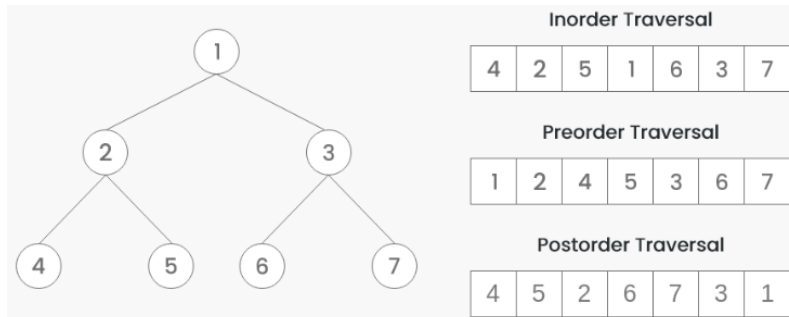 1
2 3
4 5 6 7
Inorder Traversal
4 2 5 1 6 3 7
Preorder Traversal
1 2 4 5 3 6 7
Postorder Traversal
4 5 2 6 7 3 1